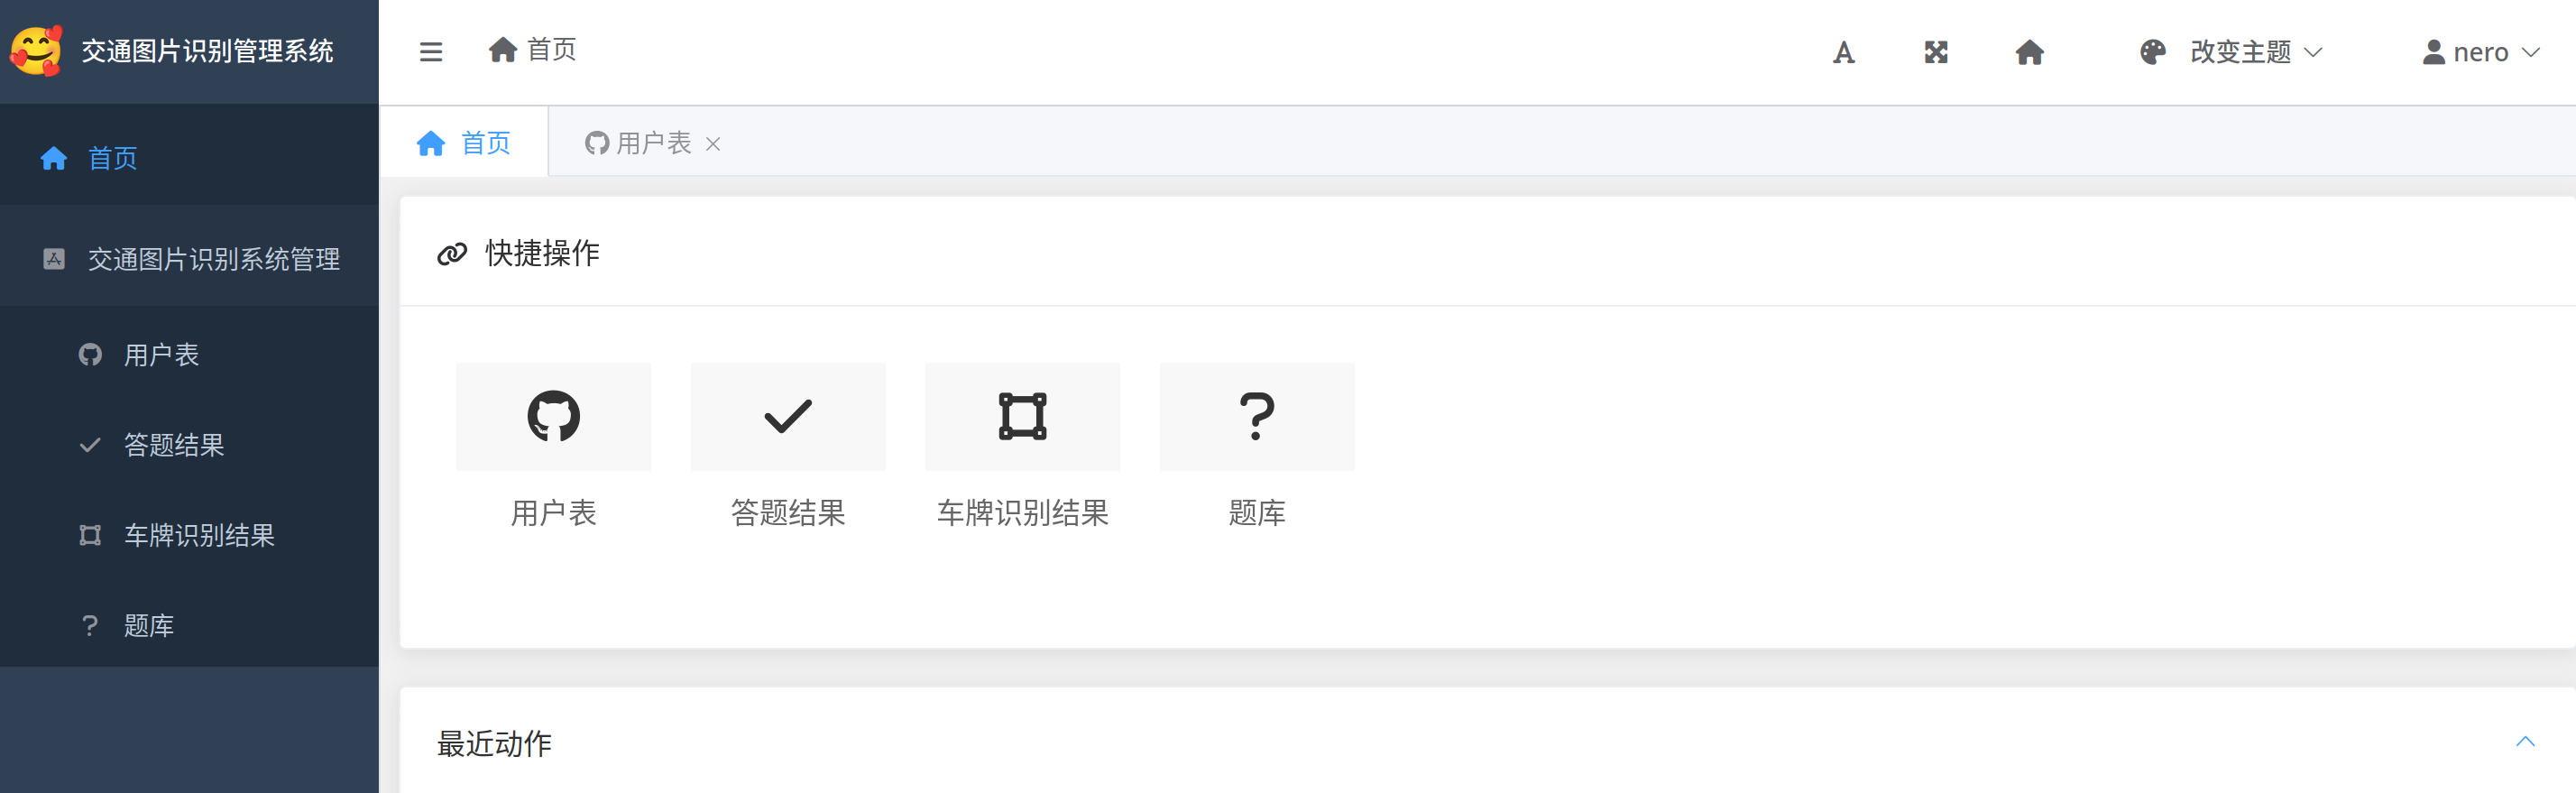 交通图片识别管理系统
首页
改变主题
nero
首页
用户表
首页
交通图片识别系统管理
用户表
答题结果
车牌识别结果
题库
快捷操作
用户表
答题结果
车牌识别结果
题库
最近动作